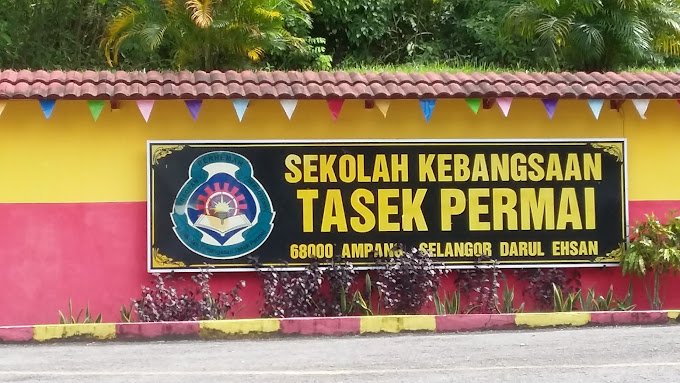 SEKOLAH KEBANGSAAN
TASEK PERMAI
68000 AMPANG, SELANGOR DARUL EHSAN